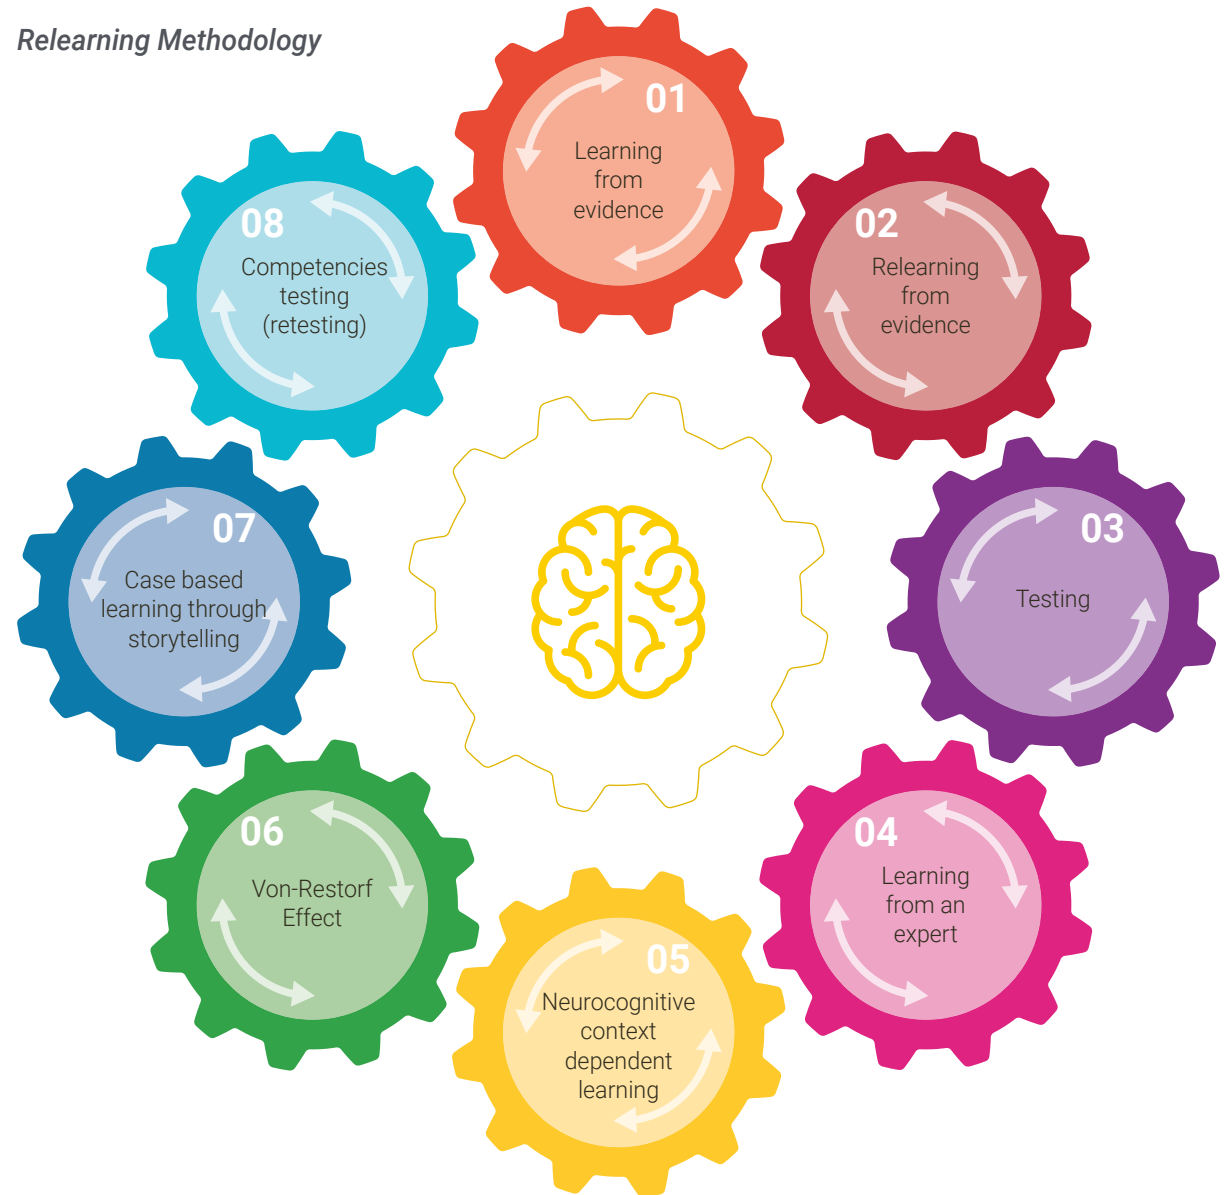 Relearning Methodology
01
Learning
from
evidence
02
Relearning
from
evidence
03
Testing
04
Learning
from an
expert
05
Neurocognitive
context
dependent
learning
06
Von-Restorf
Effect
07
Case based
learning through
storytelling
08
Competencies
testing
(retesting)